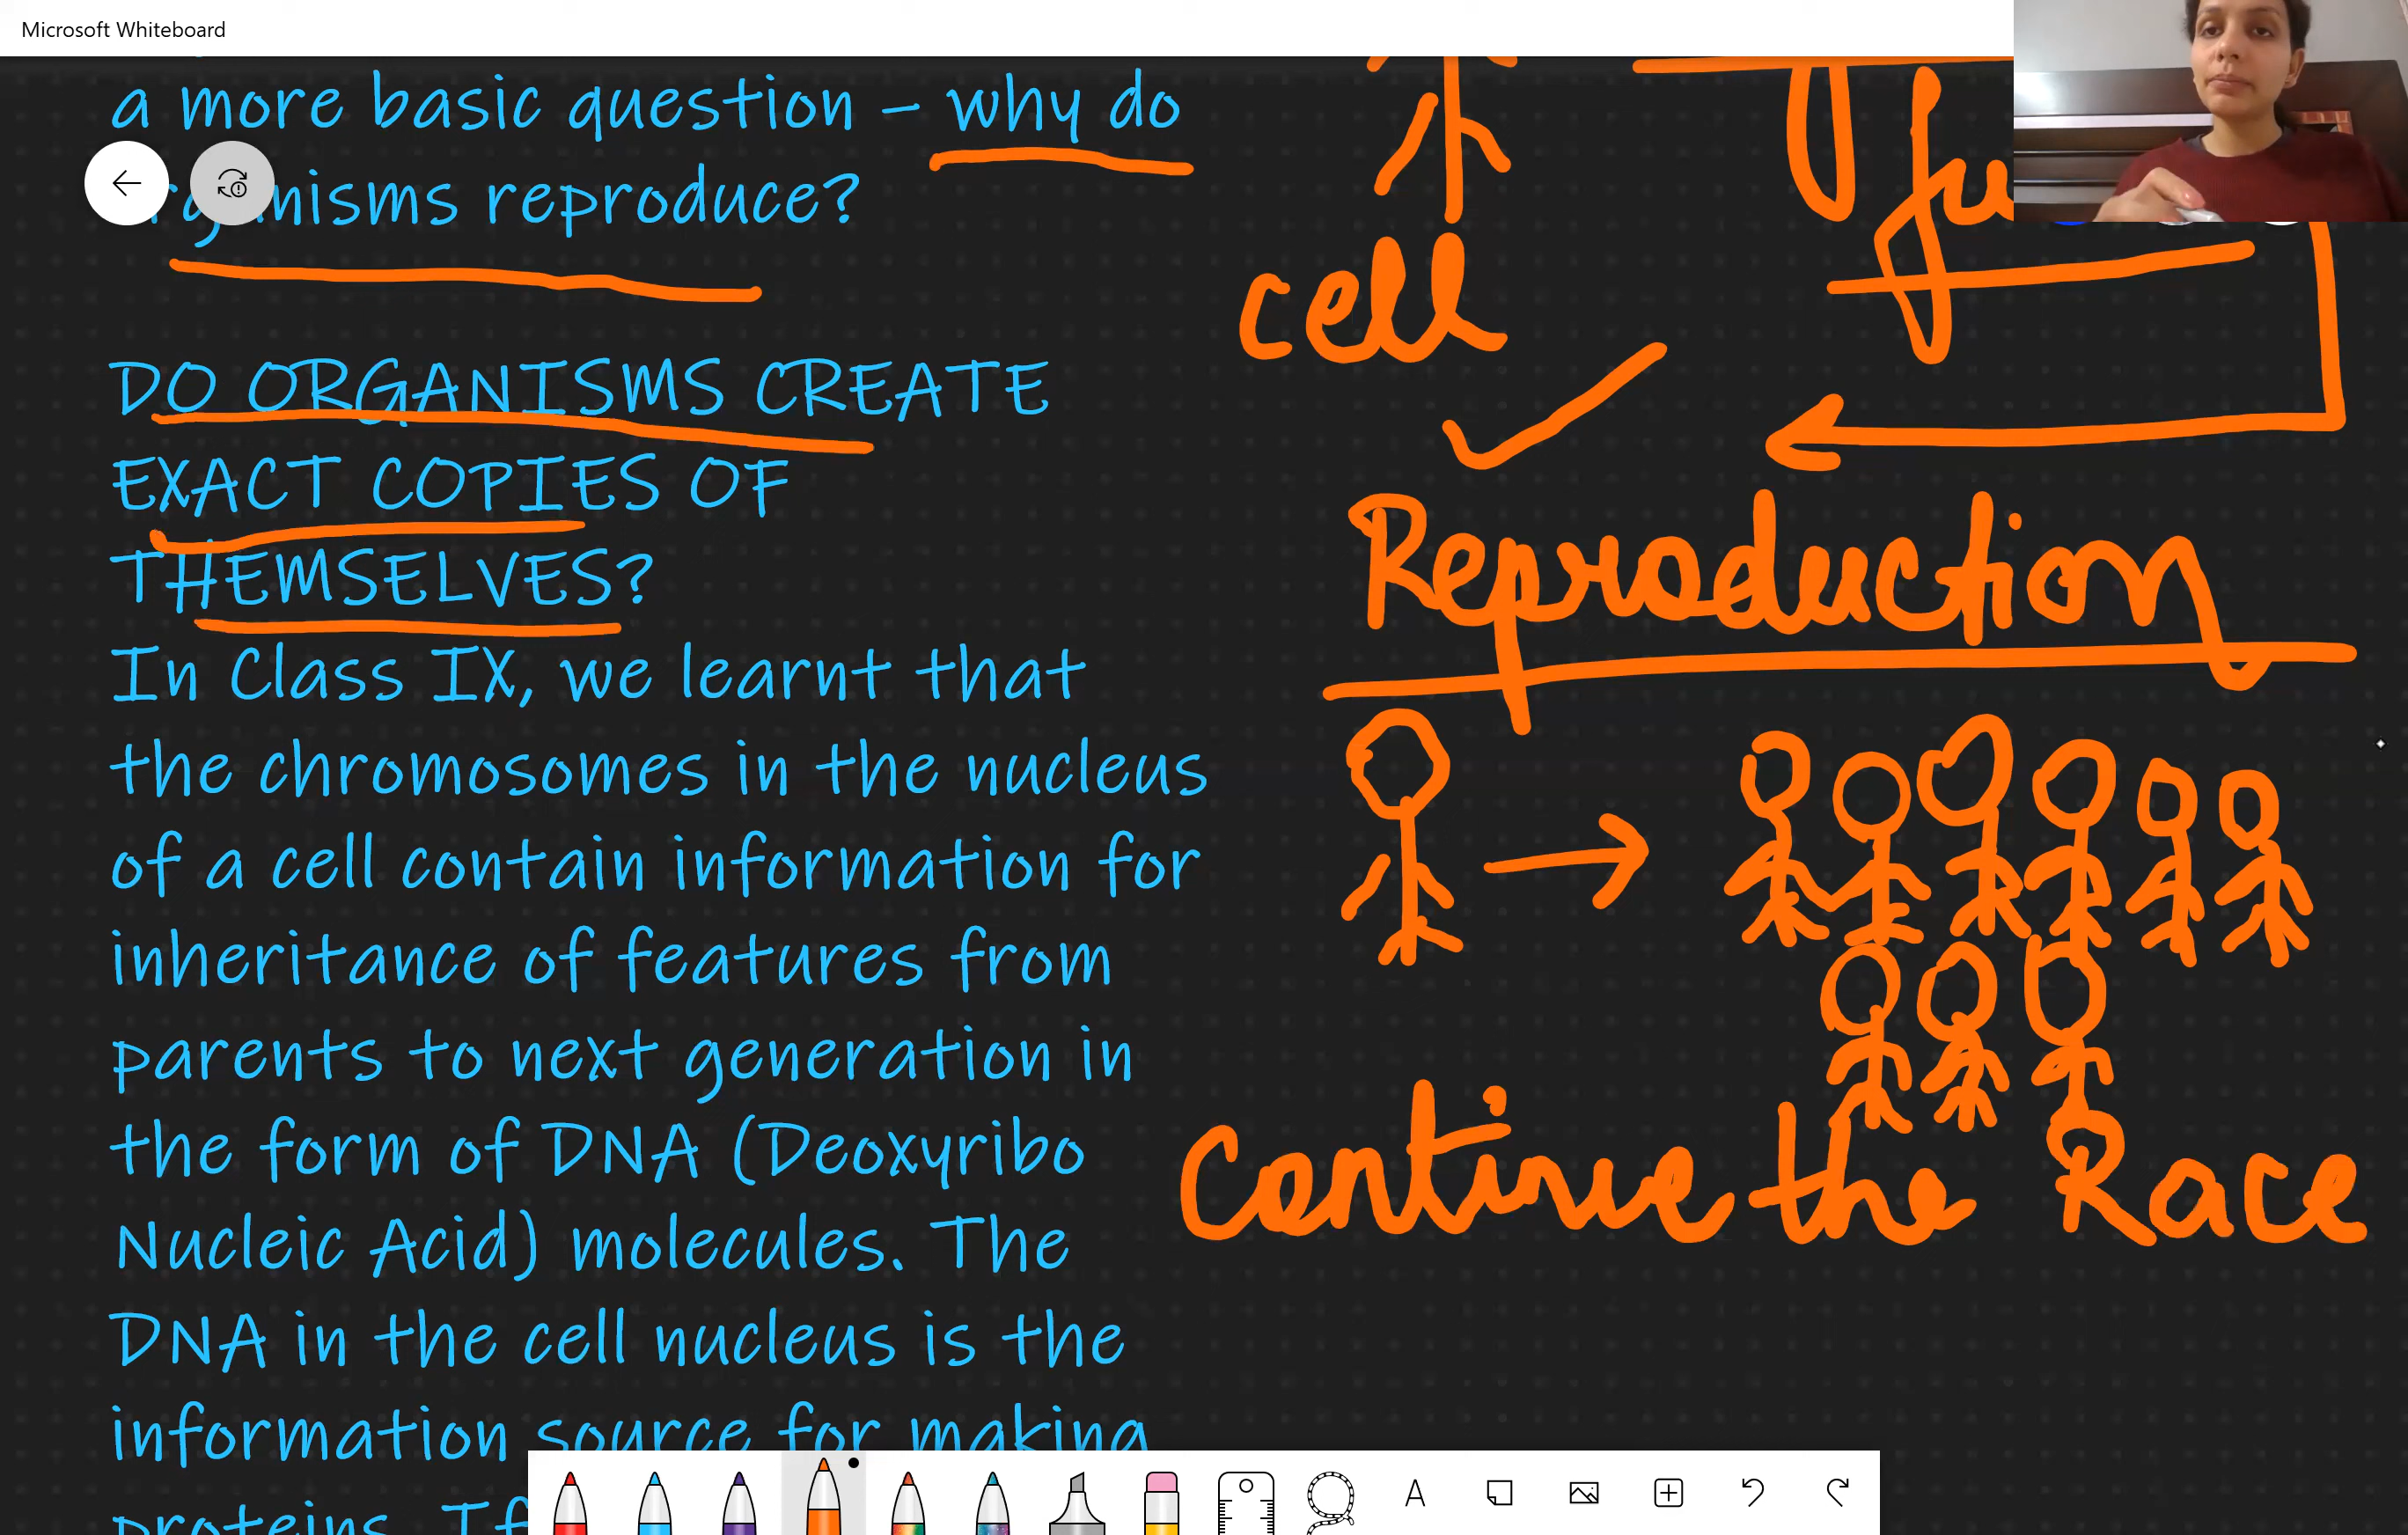 Microsoft Whiteboard
a more basic question – why do
organisms reproduce?
DO ORGANISMS CREATE
EXACT COPIES OF
THEMSELVES?
In Class IX, we learnt that
the chromosomes in the nucleus
of a cell contain information for
inheritance of features from
parents to next generation in
the form of DNA (Deoxyribo
Nucleic Acid) molecules. The
DNA in the cell nucleus is the
information source for making
proteins. If
cell
Reproduction
Continue the Race
A